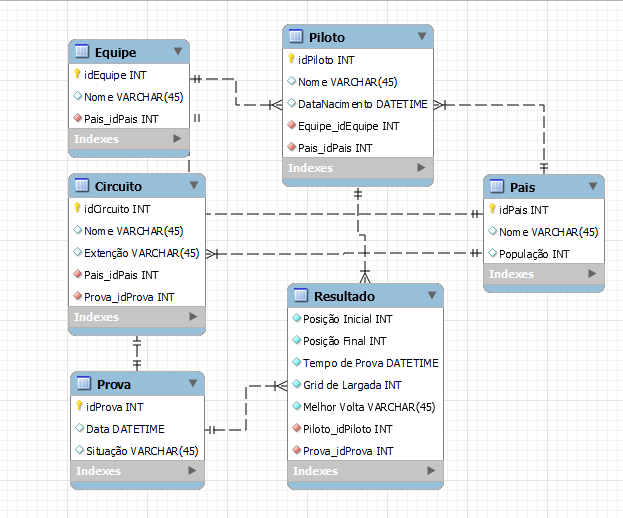 Equipe
idEquipe INT
Nome VARCHAR(45)
Pais_idPais INT
Indexes
Piloto
idPiloto INT
Nome VARCHAR(45)
DataNacimento DATETIME
Equipe_idEquipe INT
Pais_idPais INT
Indexes
Circuito
idCircuito INT
Nome VARCHAR(45)
Extenção VARCHAR(45)
Pais_idPais INT
Prova_idProva INT
Indexes
Pais
idPais INT
Nome VARCHAR(45)
População INT
Indexes
Resultado
Posição Inicial INT
Posição Final INT
Tempo de Prova DATETIME
Grid de Largada INT
Melhor Volta VARCHAR(45)
Piloto_idPiloto INT
Prova_idProva INT
Indexes
Prova
idProva INT
Data DATETIME
Situação VARCHAR(45)
Indexes